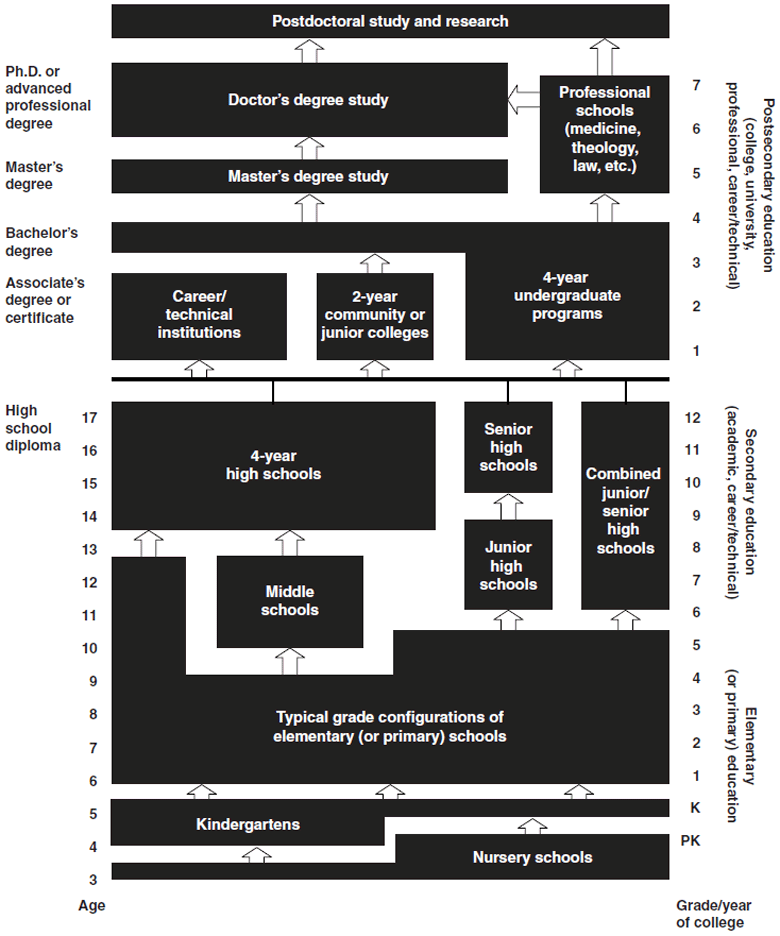 Postdoctoral study and research
Ph.D. or
advanced
professional
degree
Doctor's degree study
Professional
schools
(medicine,
theology,
law, etc.)
7
6
Master's
degree
Master's degree study
5
Bachelor's
degree
4
3
Associate's
degree or
certificate
Career/
technical
institutions
2-year
community or
junior colleges
4-year
undergraduate
programs
2
1
Postsecondary education
(college, university,
professional, career/technical)
High
school
diploma
17
16
15
14
13
12
11
10
9
8
7
6
5
4
3
Age
4-year
high schools
Senior
high
schools
Combined
junior/
senior
high
schools
Junior
high
schools
Middle
schools
Typical grade configurations of
elementary (or primary) schools
Kindergartens
Nursery schools
12
11
10
9
8
7
6
5
4
3
2
1
K
PK
Grade/year
of college
Secondary education
(academic, career/technical)
Elementary
(or primary) education